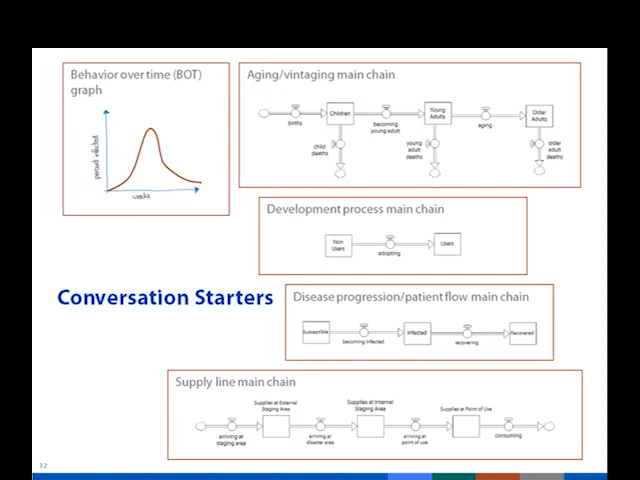 Behavior over time (BOT)
graph
weeks
Aging/vintaging main chain
births
Children
becoming
young adult
Young
Adults
aging
Older
Adults
child
deaths
young
adult
deaths
older
adult
deaths
Development process main chain
Non
Users
adopting
Users
Conversation Starters
Disease progression/patient flow main chain
Susceptible
becoming infected
Infected
recovering
Recovered
Supply line main chain
Supplies at External
Staging Area
Supplies at Internal
Staging Area
Supplies at Point of Use
arriving at
staging area
arriving at
disaster area
arriving at
point of use
consuming
12